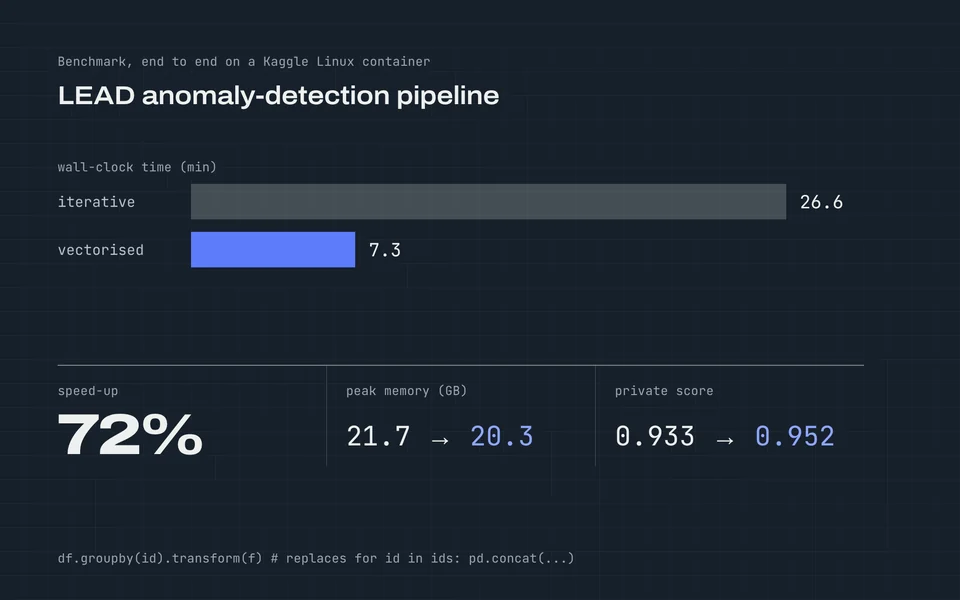 Benchmark, end to end on a Kaggle Linux container
LEAD anomaly-detection pipeline
wall-clock time (min)
iterative 26.6
vectorised 7.3
speed-up peak memory (GB) private score
72% 21.7 → 20.3 0.933 → 0.952
df.groupby(id).transform(f) # replaces for id in ids: pd.concat(...)